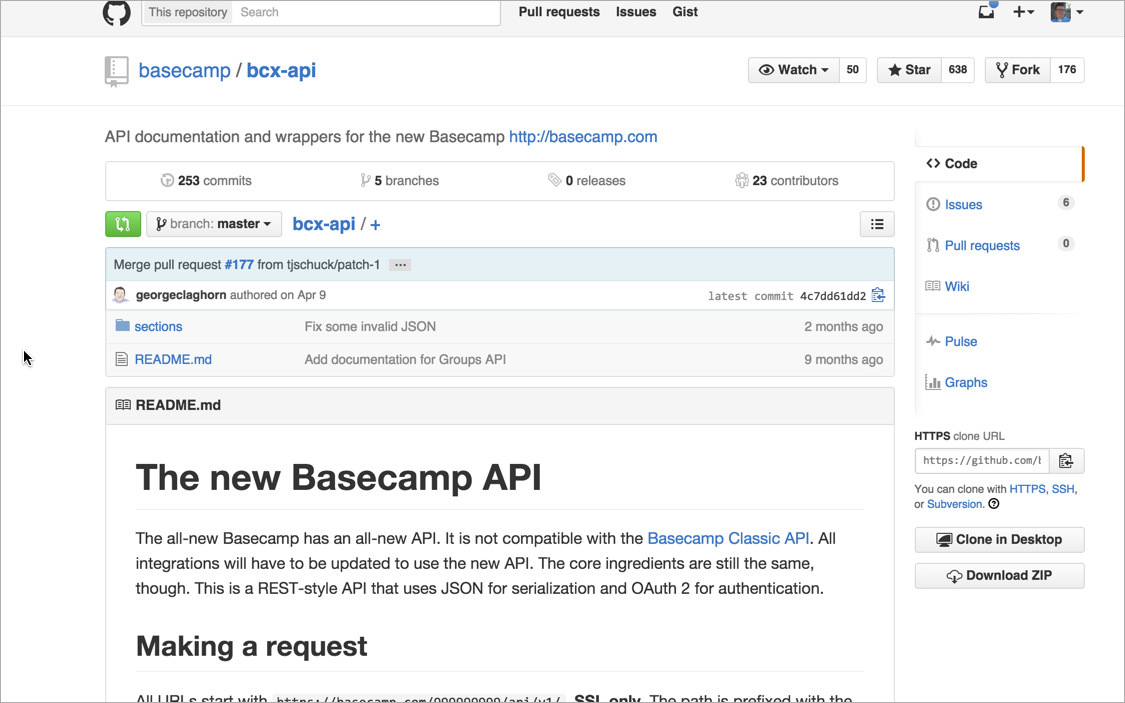 This repository Search Pull requests Issues Gist
basecamp / bcx-api Watch 50 Star 638 Fork 176
API documentation and wrappers for the new Basecamp http://basecamp.com
253 commits 5 branches 0 releases 23 contributors
branch: master bcx-api / +
Merge pull request #177 from tjschuck/patch-1 ...
georgeclaghorn authored on Apr 9 latest commit 4c7dd61dd2
sections Fix some invalid JSON 2 months ago
README.md Add documentation for Groups API 9 months ago
README.md
The new Basecamp API
The all-new Basecamp has an all-new API. It is not compatible with the Basecamp Classic API. All
integrations will have to be updated to use the new API. The core ingredients are still the same,
though. This is a REST-style API that uses JSON for serialization and OAuth 2 for authentication.
Making a request
All URLs start with https://basecamp.com/999999999/api/v1/ . SSL only. The path is prefixed with the
<> Code
Issues 6
Pull requests 0
Wiki
Pulse
Graphs
HTTPS clone URL
https://github.com/b
You can clone with HTTPS, SSH,
or Subversion.
Clone in Desktop
Download ZIP